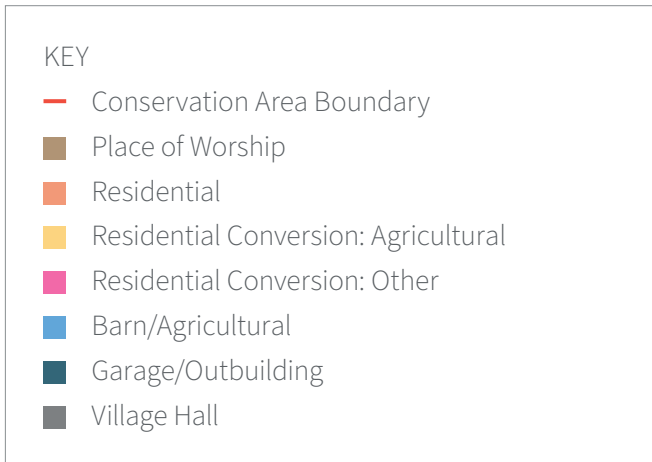 KEY
Conservation Area Boundary
Place of Worship
Residential
Residential Conversion: Agricultural
Residential Conversion: Other
Barn/Agricultural
Garage/Outbuilding
Village Hall